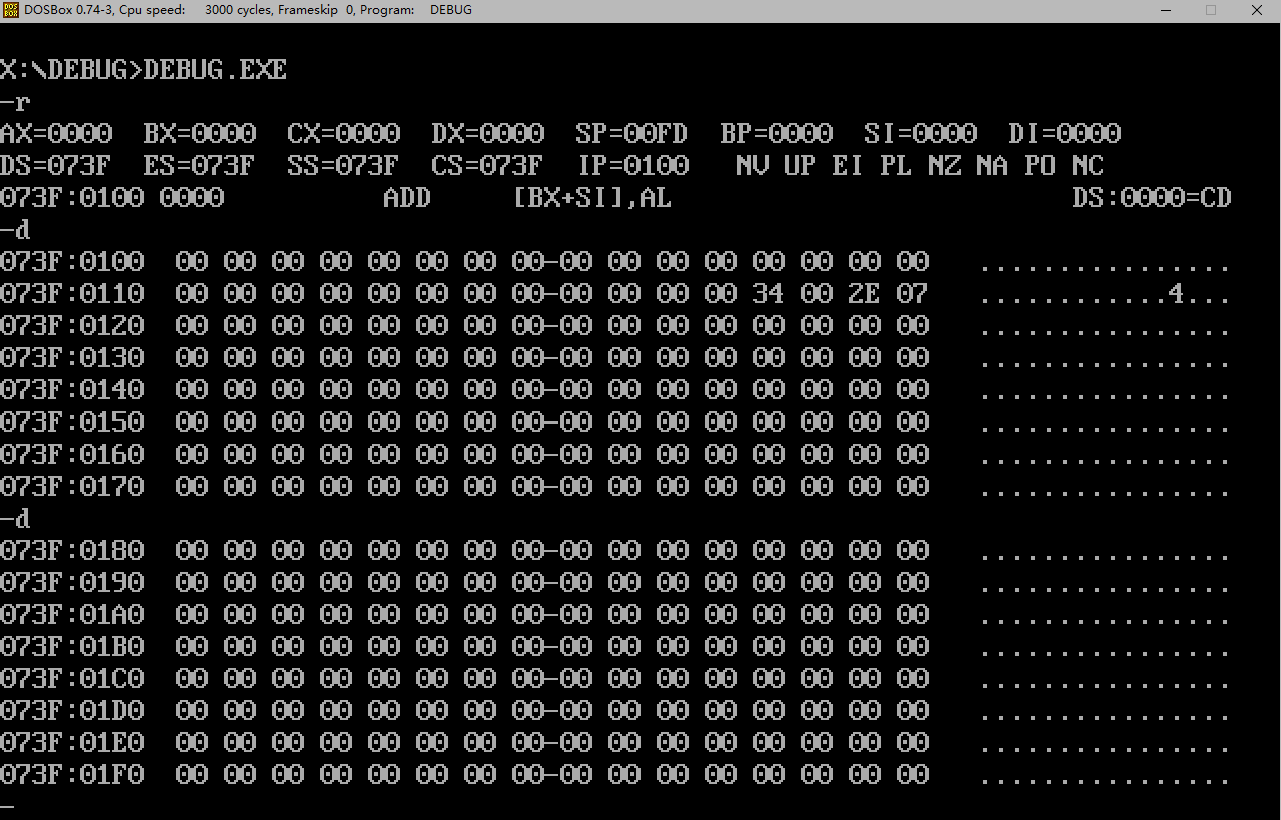 DOSBox 0.74-3, Cpu speed: 3000 cycles, Frameskip 0, Program: DEBUG
X:\DEBUG>DEBUG.EXE
-r
AX=0000 BX=0000 CX=0000 DX=0000 SP=00FD BP=0000 SI=0000 DI=0000
DS=073F ES=073F SS=073F CS=073F IP=0100 NV UP EI PL NZ NA PO NC
073F:0100 0000 ADD [BX+SI],AL DS:0000=CD
-d
073F:0100 00 00 00 00 00 00 00 00-00 00 00 00 00 00 00 00 ................
073F:0110 00 00 00 00 00 00 00 00-00 00 00 00 34 00 2E 07 ............4...
073F:0120 00 00 00 00 00 00 00 00-00 00 00 00 00 00 00 00 ................
073F:0130 00 00 00 00 00 00 00 00-00 00 00 00 00 00 00 00 ................
073F:0140 00 00 00 00 00 00 00 00-00 00 00 00 00 00 00 00 ................
073F:0150 00 00 00 00 00 00 00 00-00 00 00 00 00 00 00 00 ................
073F:0160 00 00 00 00 00 00 00 00-00 00 00 00 00 00 00 00 ................
073F:0170 00 00 00 00 00 00 00 00-00 00 00 00 00 00 00 00 ................
-d
073F:0180 00 00 00 00 00 00 00 00-00 00 00 00 00 00 00 00 ................
073F:0190 00 00 00 00 00 00 00 00-00 00 00 00 00 00 00 00 ................
073F:01A0 00 00 00 00 00 00 00 00-00 00 00 00 00 00 00 00 ................
073F:01B0 00 00 00 00 00 00 00 00-00 00 00 00 00 00 00 00 ................
073F:01C0 00 00 00 00 00 00 00 00-00 00 00 00 00 00 00 00 ................
073F:01D0 00 00 00 00 00 00 00 00-00 00 00 00 00 00 00 00 ................
073F:01E0 00 00 00 00 00 00 00 00-00 00 00 00 00 00 00 00 ................
073F:01F0 00 00 00 00 00 00 00 00-00 00 00 00 00 00 00 00 ................
-